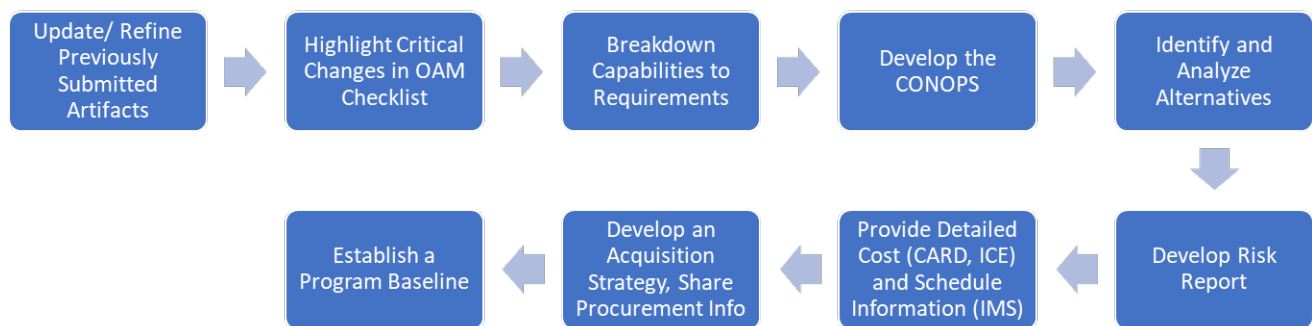 Update/ Refine
Previously
Submitted
Artifacts
Highlight Critical
Changes in OAM
Checklist
Breakdown
Capabilities to
Requirements
Develop the
CONOPS
Identify and
Analyze
Alternatives
Develop Risk
Report
Provide Detailed
Cost (CARD, ICE)
and Schedule
Information (IMS)
Develop an
Acquisition
Strategy, Share
Procurement Info
Establish a
Program Baseline